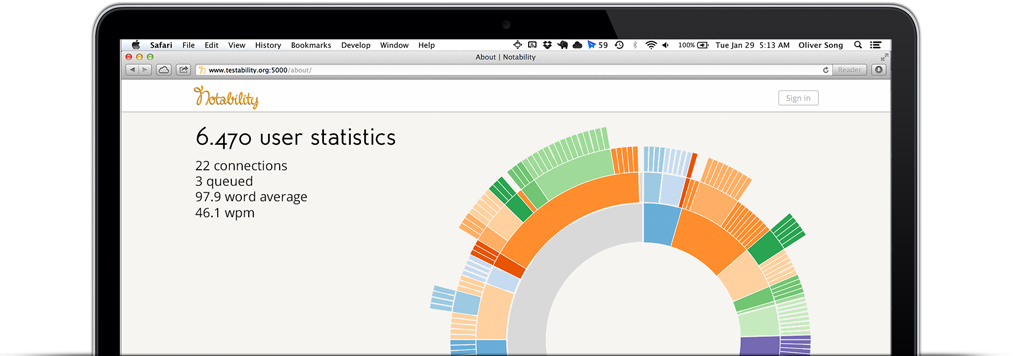 Safari File Edit View History Bookmarks Develop Window Help 59 100% Tue Jan 29 5:13 AM Oliver Song
About | Notability
www.testability.org:5000/about/ Reader
Notability Sign in
6.470 user statistics
22 connections
3 queued
97.9 word average
46.1 wpm